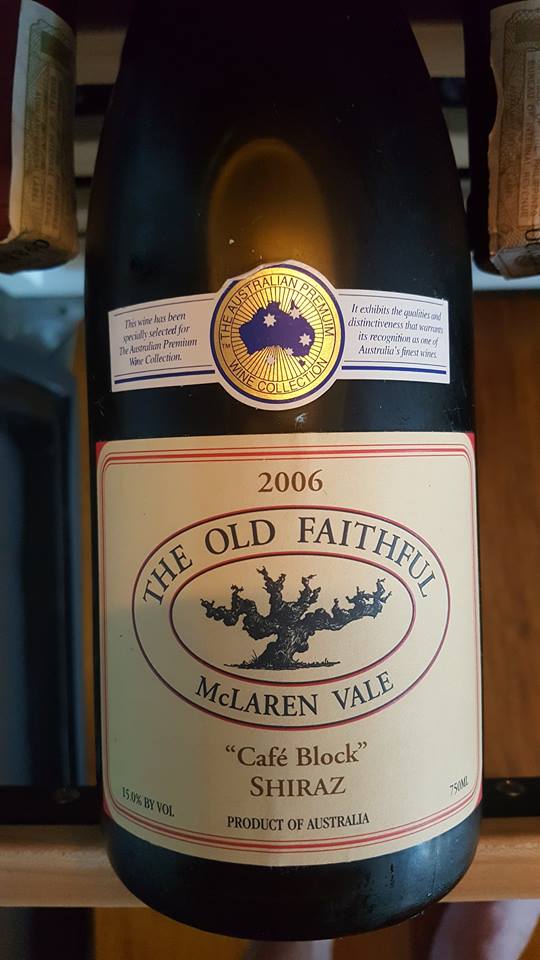 This wine has been
specially selected for
The Australian Premium
Wine Collection.
THE AUSTRALIAN PREMIUM
WINE COLLECTION
TM
It exhibits the qualities and
distinctiveness that warrants
its recognition as one of
Australia's finest wines.
2006
THE OLD FAITHFUL
McLAREN VALE
"Café Block"
SHIRAZ
15.0% BY VOL
750ML
PRODUCT OF AUSTRALIA